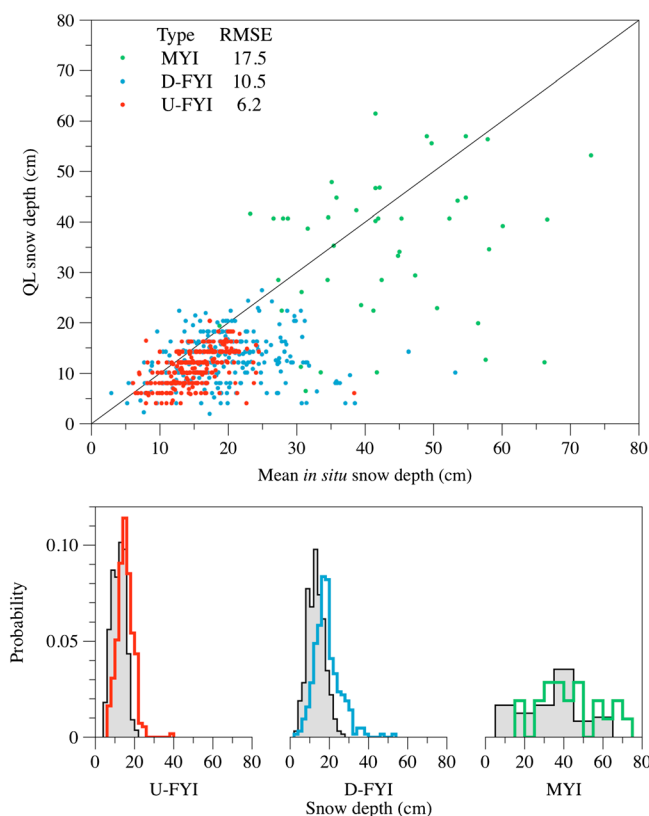 80
Type RMSE
MYI 17.5
70
D-FYI 10.5
U-FYI 6.2
60
50
40
30
20
10
0
QL snow depth (cm)
0 10 20 30 40 50 60 70 80
Mean in situ snow depth (cm)
0.10
0.05
0
Probability
0 20 40 60 80 0 20 40 60 80 0 20 40 60 80
U-FYI D-FYI MYI
Snow depth (cm)